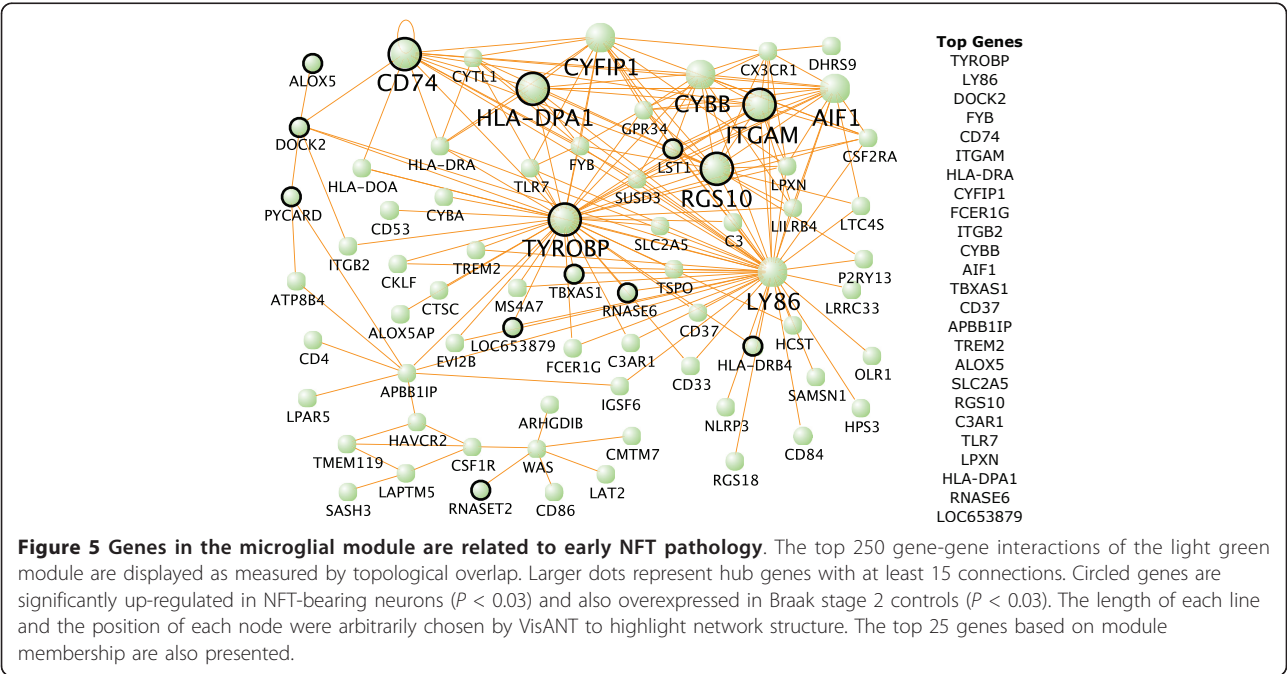 CYFIP1
CX3CR1
DHRS9
ALOX5
CD74
CYTL1
HLA-DPA1
CYBB
ITGAM
AIF1
GPR34
DOCK2
HLA-DRA
FYB
LST1
CSF2RA
HLA-DOA
TLR7
SUSD3
RGS10
LPXN
PYCARD
CD53
CYBA
TYROBP
SLC2A5
C3
LILRB4
LTC4S
ITGB2
CKLF
TREM2
TSPO
P2RY13
ATP8B4
CTSC
MS4A7
TBXAS1
RNASE6
LY86
LRRC33
ALOX5AP
LOC653879
CD37
HCST
CD4
EVI2B
FCER1G
C3AR1
HLA-DRB4
OLR1
APBB1IP
CD33
SAMSN1
LPAR5
IGSF6
NLRP3
HPS3
HAVCR2
ARHGDIB
TMEM119
CSF1R
WAS
CMTM7
CD84
LAPTM5
LAT2
RGS18
SASH3
RNASET2
CD86
Top Genes
TYROBP
LY86
DOCK2
FYB
CD74
ITGAM
HLA-DRA
CYFIP1
FCER1G
ITGB2
CYBB
AIF1
TBXAS1
CD37
APBB1IP
TREM2
ALOX5
SLC2A5
RGS10
C3AR1
TLR7
LPXN
HLA-DPA1
RNASE6
LOC653879
Figure 5 Genes in the microglial module are related to early NFT pathology. The top 250 gene-gene interactions of the light green
module are displayed as measured by topological overlap. Larger dots represent hub genes with at least 15 connections. Circled genes are
significantly up-regulated in NFT-bearing neurons (P < 0.03) and also overexpressed in Braak stage 2 controls (P < 0.03). The length of each line
and the position of each node were arbitrarily chosen by VisANT to highlight network structure. The top 25 genes based on module
membership are also presented.